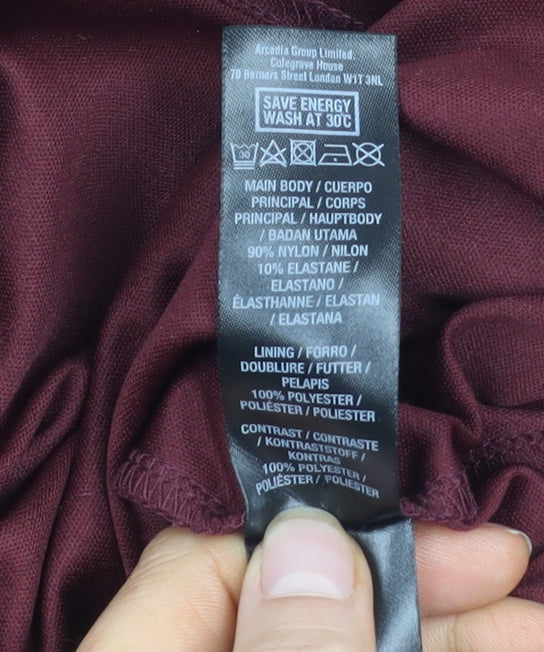 Arcadia Group Limited.
Colegrave House
70 Berners Street London W1T 3NL
SAVE ENERGY
WASH AT 30°C
30
MAIN BODY / CUERPO
PRINCIPAL / CORPS
PRINCIPAL / HAUPTBODY
/ BADAN UTAMA
90% NYLON / NILON
10% ELASTANE /
ELASTANO /
ÉLASTHANNE / ELASTAN
/ ELASTANA
LINING / FORRO /
DOUBLURE / FUTTER /
PELAPIS
100% POLYESTER /
POLIÉSTER / POLIESTER
CONTRAST / CONTRASTE
/ KONTRASTSTOFF /
KONTRAS
100% POLYESTER /
POLIÉSTER / POLYESTER